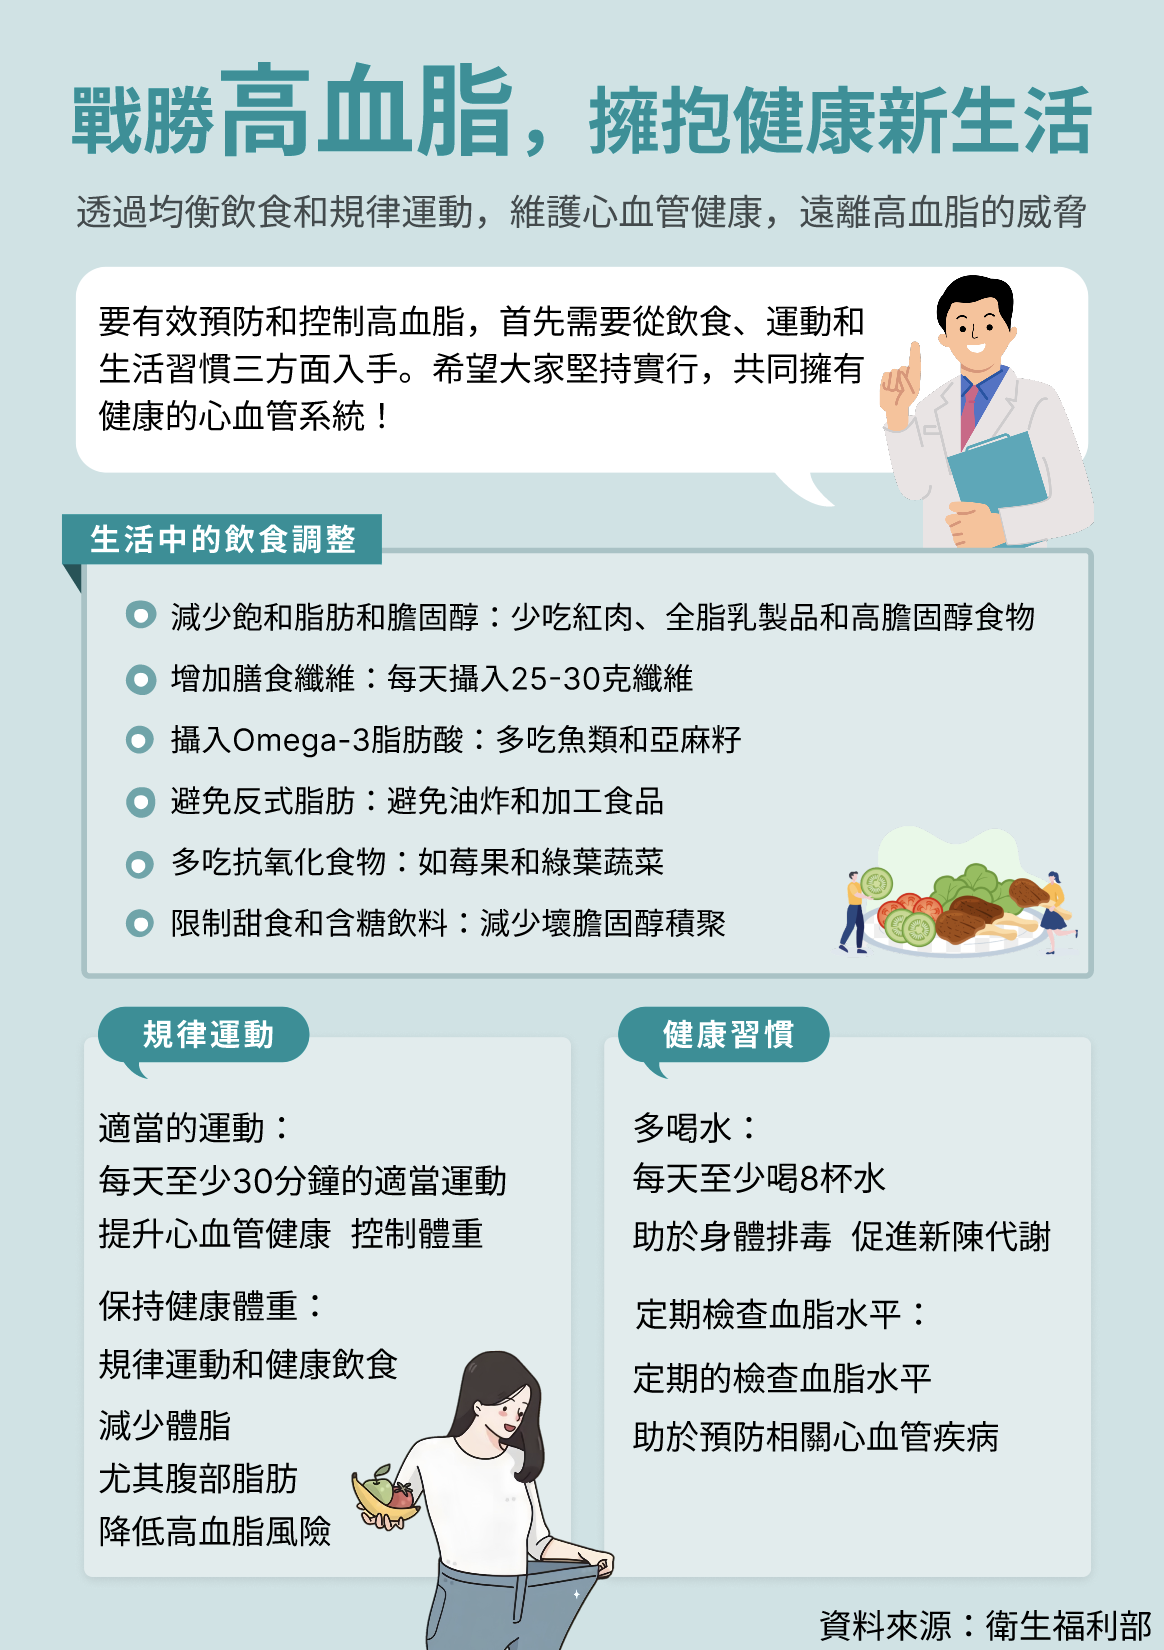 戰勝高血脂，擁抱健康新生活
透過均衡飲食和規律運動，維護心血管健康，遠離高血脂的威脅
要有效預防和控制高血脂，首先需要從飲食、運動和
生活習慣三方面入手。希望大家堅持實行，共同擁有
健康的心血管系統！
生活中的飲食調整
減少飽和脂肪和膽固醇：少吃紅肉、全脂乳製品和高膽固醇食物
增加膳食纖維：每天攝入25-30克纖維
攝入Omega-3脂肪酸：多吃魚類和亞麻籽
避免反式脂肪：避免油炸和加工食品
多吃抗氧化食物：如莓果和綠葉蔬菜
限制甜食和含糖飲料：減少壞膽固醇積聚
規律運動
適當的運動：
每天至少30分鐘的適當運動
提升心血管健康 控制體重
保持健康體重：
規律運動和健康飲食
減少體脂
尤其腹部脂肪
降低高血脂風險
健康習慣
多喝水：
每天至少喝8杯水
助於身體排毒 促進新陳代謝
定期檢查血脂水平：
定期的檢查血脂水平
助於預防相關心血管疾病
資料來源：衛生福利部